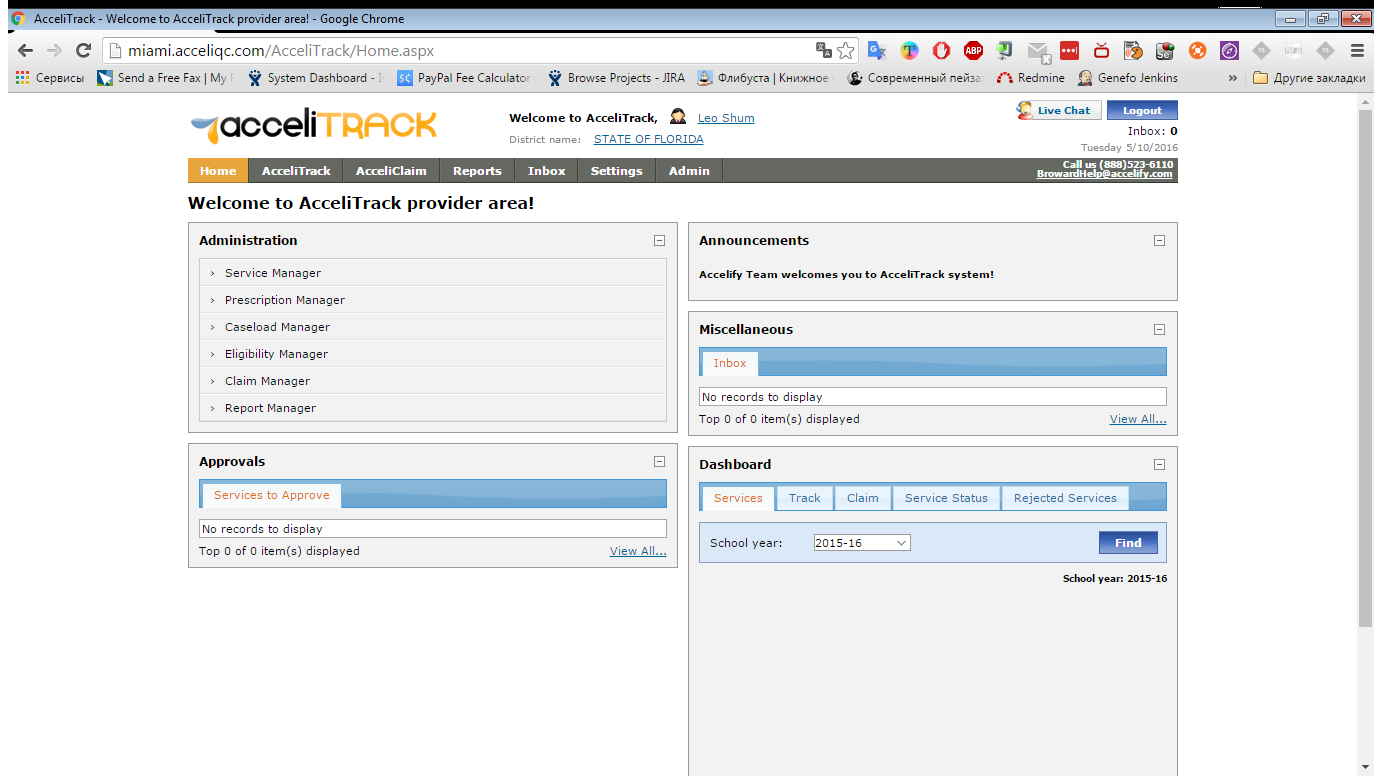 AcceliTrack - Welcome to AcceliTrack provider area! - Google Chrome
miami.acceliqc.com/AcceliTrack/Home.aspx
Сервисы Send a Free Fax | My System Dashboard - PayPal Fee Calculator Browse Projects - JIRA Флибуста | Книжное Современный пейза Redmine Genefo Jenkins » Другие закладки
acceliTRACK
Welcome to AcceliTrack, Leo Shum
District name: STATE OF FLORIDA
Live Chat Logout
Inbox: 0
Tuesday 5/10/2016
Home AcceliTrack AcceliClaim Reports Inbox Settings Admin
Call us (888)523-6110
BrowardHelp@accelify.com
Welcome to AcceliTrack provider area!
Administration
› Service Manager
› Prescription Manager
› Caseload Manager
› Eligibility Manager
› Claim Manager
› Report Manager
Approvals
Services to Approve
No records to display
Top 0 of 0 item(s) displayed View All...
Announcements
Accelify Team welcomes you to AcceliTrack system!
Miscellaneous
Inbox
No records to display
Top 0 of 0 item(s) displayed View All...
Dashboard
Services Track Claim Service Status Rejected Services
School year: 2015-16 Find
School year: 2015-16